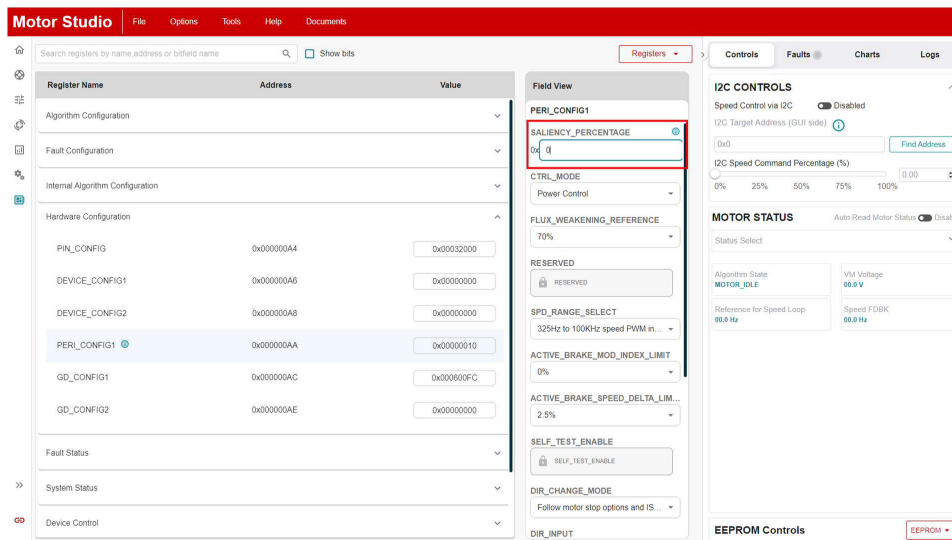 Motor Studio File Options Tools Help Documents
Search registers by name,address or bitfield name Show bits Registers
Register Name Address Value
Algorithm Configuration
Fault Configuration
Internal Algorithm Configuration
Hardware Configuration
PIN_CONFIG 0x000000A4 0x00032000
DEVICE_CONFIG1 0x000000A6 0x00000000
DEVICE_CONFIG2 0x000000A8 0x00000000
PERI_CONFIG1 0x000000AA 0x00000010
GD_CONFIG1 0x000000AC 0x000600FC
GD_CONFIG2 0x000000AE 0x00000000
Fault Status
System Status
Device Control
Field View
PERI_CONFIG1
SALIENCY_PERCENTAGE
0x 0
CTRL_MODE
Power Control
FLUX_WEAKENING_REFERENCE
70%
RESERVED
RESERVED
SPD_RANGE_SELECT
325Hz to 100KHz speed PWM in...
ACTIVE_BRAKE_MOD_INDEX_LIMIT
0%
ACTIVE_BRAKE_SPEED_DELTA_LIM...
2.5%
SELF_TEST_ENABLE
SELF_TEST_ENABLE
DIR_CHANGE_MODE
Follow motor stop options and IS...
DIR_INPUT
Controls Faults Charts Logs
I2C CONTROLS
Speed Control via I2C Disabled
I2C Target Address (GUI side)
0x0 Find Address
I2C Speed Command Percentage (%)
0.00
0% 25% 50% 75% 100%
MOTOR STATUS Auto Read Motor Status Disab
Status Select
Algorithm State VM Voltage
MOTOR_IDLE 00.0 V
Reference for Speed Loop Speed FDBK
00.0 Hz 00.0 Hz
EEPROM Controls EEPROM